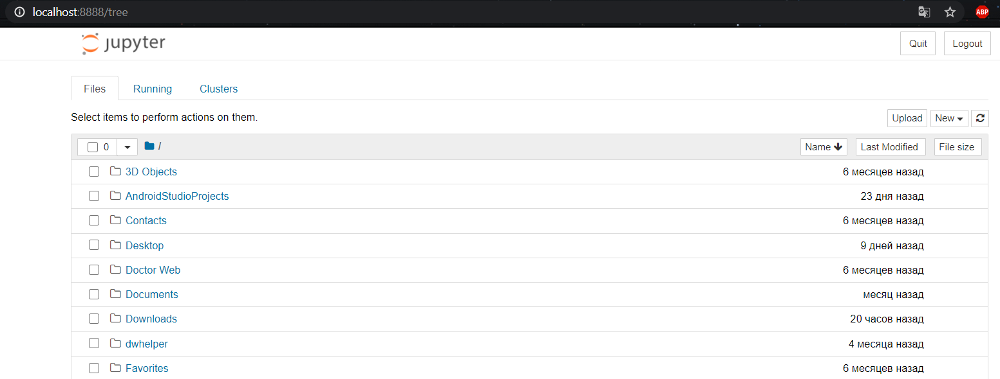 localhost:8888/tree ABP
jupyter Quit Logout
Files Running Clusters
Select items to perform actions on them. Upload New
0 / Name Last Modified File size
3D Objects 6 месяцев назад
AndroidStudioProjects 23 дня назад
Contacts 6 месяцев назад
Desktop 9 дней назад
Doctor Web 6 месяцев назад
Documents месяц назад
Downloads 20 часов назад
dwhelper 4 месяца назад
Favorites 6 месяцев назад